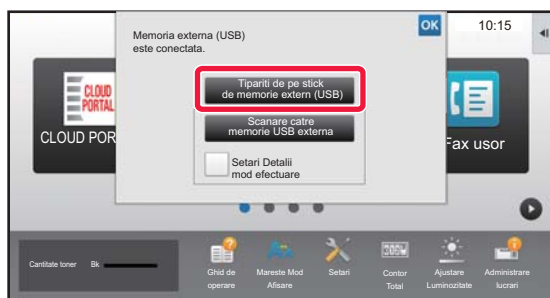 Memoria externa (USB)
este conectata.
OK
10:15
Tipariti de pe stick
de memorie extern (USB)
Scanare catre
memorie USB externa
Setari Detalii
mod efectuare
CLOUD
PORTAL
CLOUD POR
Fax usor
Cantitate toner Bk
Ghid de
operare
Mareste Mod
Afisare
Setari
Contor
Total
Ajustare
Luminozitate
Administrare
lucrari